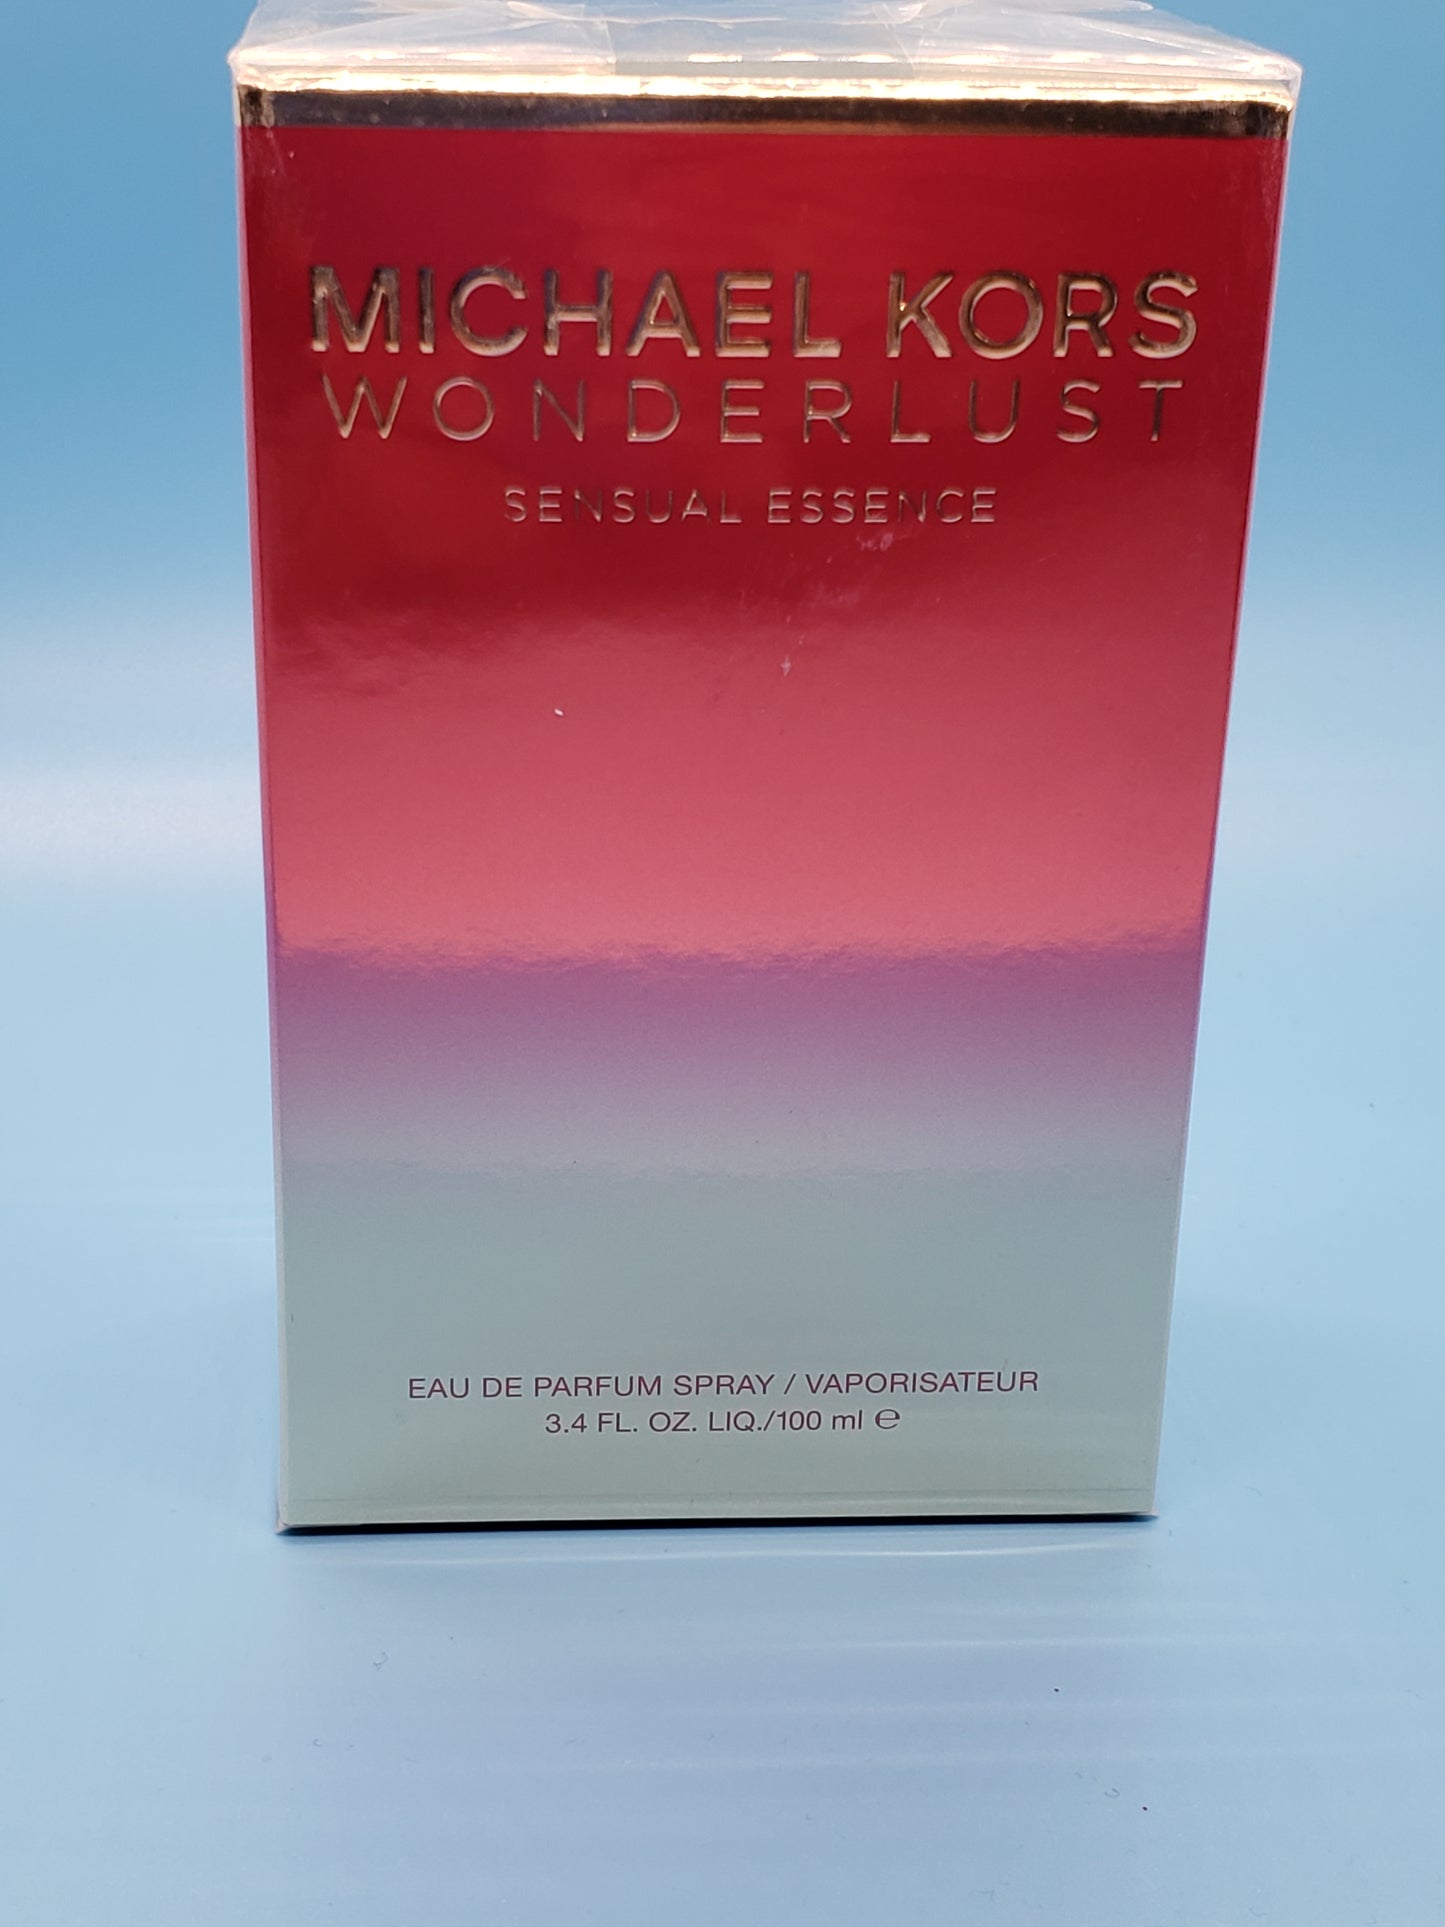 MICHAEL KORS
WONDERLUST
SENSUAL ESSENCE
EAU DE PARFUM SPRAY / VAPORISATEUR
3.4 FL. OZ. LIQ./100 ml ℮